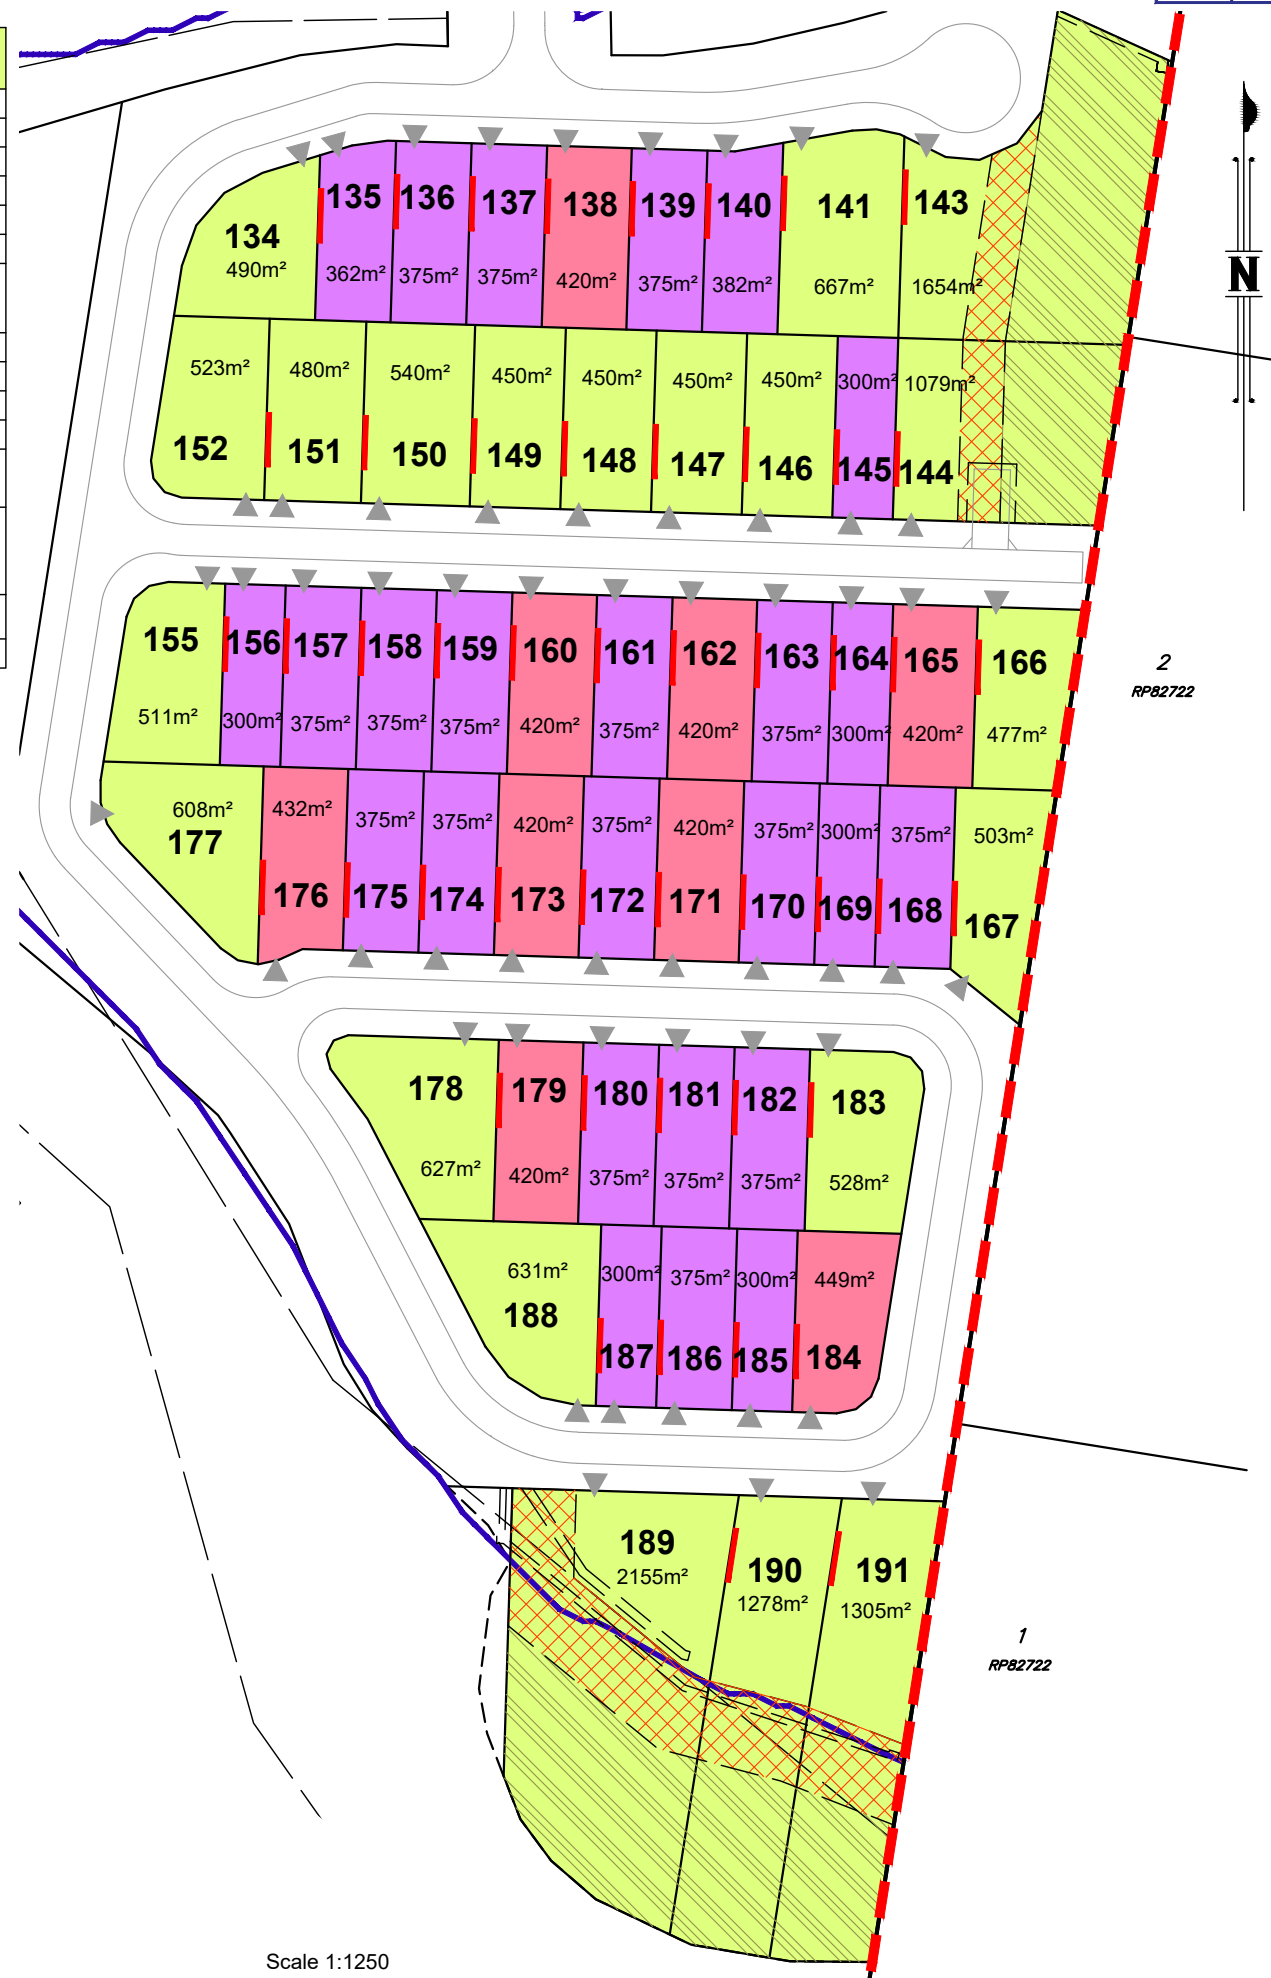 N
135 136 137 138 139 140 141 143
134
490m² 362m² 375m² 375m² 420m² 375m² 382m² 667m² 1654m²
523m² 480m² 540m² 450m² 450m² 450m² 450m² 300m² 1079m²
152 151 150 149 148 147 146 145 144
155 156 157 158 159 160 161 162 163 164 165 166
511m² 300m² 375m² 375m² 375m² 420m² 375m² 420m² 375m² 300m² 420m² 477m²
2
RP82722
608m² 432m² 375m² 375m² 420m² 375m² 420m² 375m² 300m² 375m² 503m²
177 176 175 174 173 172 171 170 169 168 167
178 179 180 181 182 183
627m² 420m² 375m² 375m² 375m² 528m²
631m² 300m² 375m² 300m² 449m²
188 187 186 185 184
189 190 191
2155m² 1278m² 1305m²
1
RP82722
Scale 1:1250